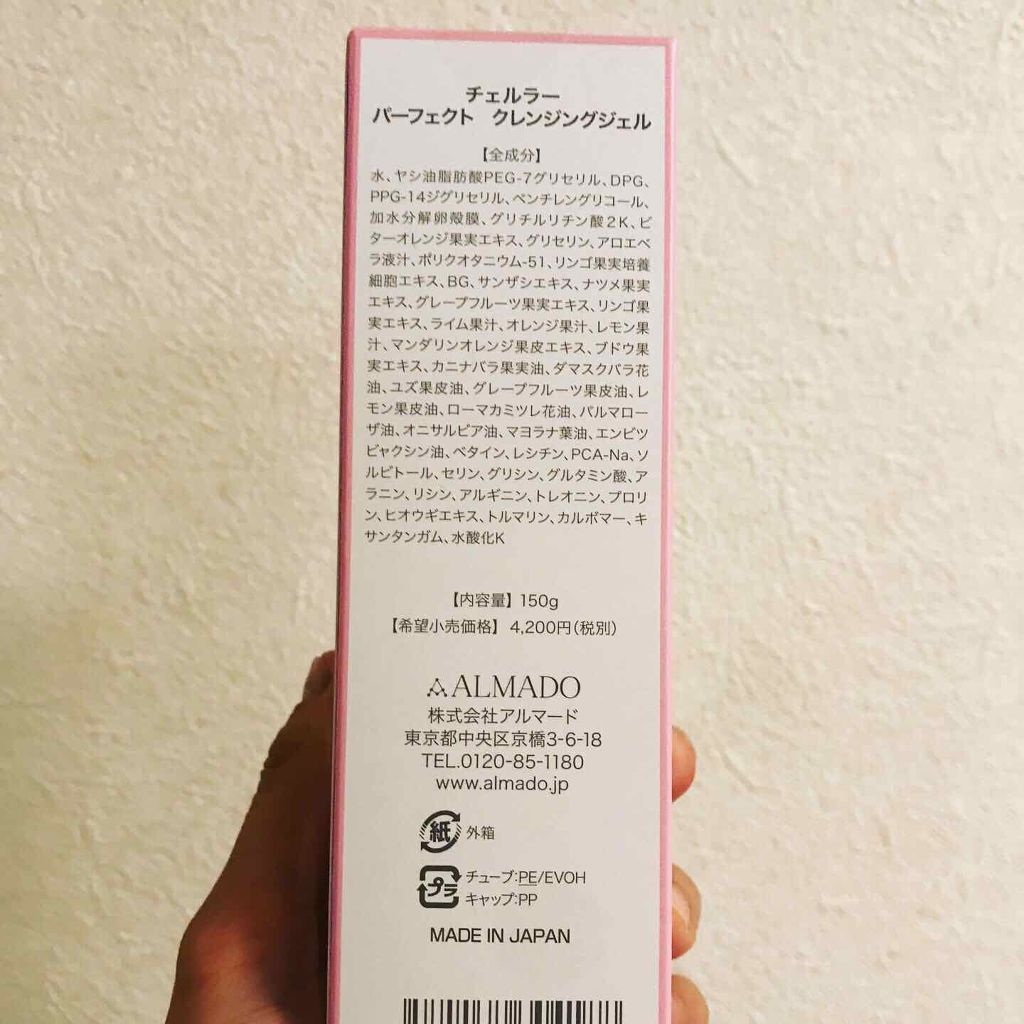 チェルラー
パーフェクト クレンジングジェル
【全成分】
水、ヤシ油脂肪酸PEG-7グリセリル、DPG、
PPG-14ジグリセリル、ペンチレングリコール、
加水分解卵殻膜、グリチルリチン酸2K、ビ
ターオレンジ果実エキス、グリセリン、アロエベ
ラ液汁、ポリクオタニウム-51、リンゴ果実培養
細胞エキス、BG、サンザシエキス、ナツメ果実
エキス、グレープフルーツ果実エキス、リンゴ果
実エキス、ライム果汁、オレンジ果汁、レモン果
汁、マンダリンオレンジ果皮エキス、ブドウ果
実エキス、カニナバラ果実油、ダマスクバラ花
油、ユズ果皮油、グレープフルーツ果皮油、レ
モン果皮油、ローマカミツレ花油、パルマロー
ザ油、オニサルビア油、マヨラナ葉油、エンピツ
ビャクシン油、ベタイン、レシチン、PCA-Na、ソ
ルビトール、セリン、グリシン、グルタミン酸、ア
ラニン、リシン、アルギニン、トレオニン、プロリ
ン、ヒオウギエキス、トルマリン、カルボマー、キ
サンタンガム、水酸化K
【内容量】 150g
【希望小売価格】 4,200円(税別)
ALMADO
株式会社アルマード
東京都中央区京橋3-6-18
TEL.0120-85-1180
www.almado.jp
紙 外箱
プラ チューブ:PE/EVOH
キャップ:PP
MADE IN JAPAN